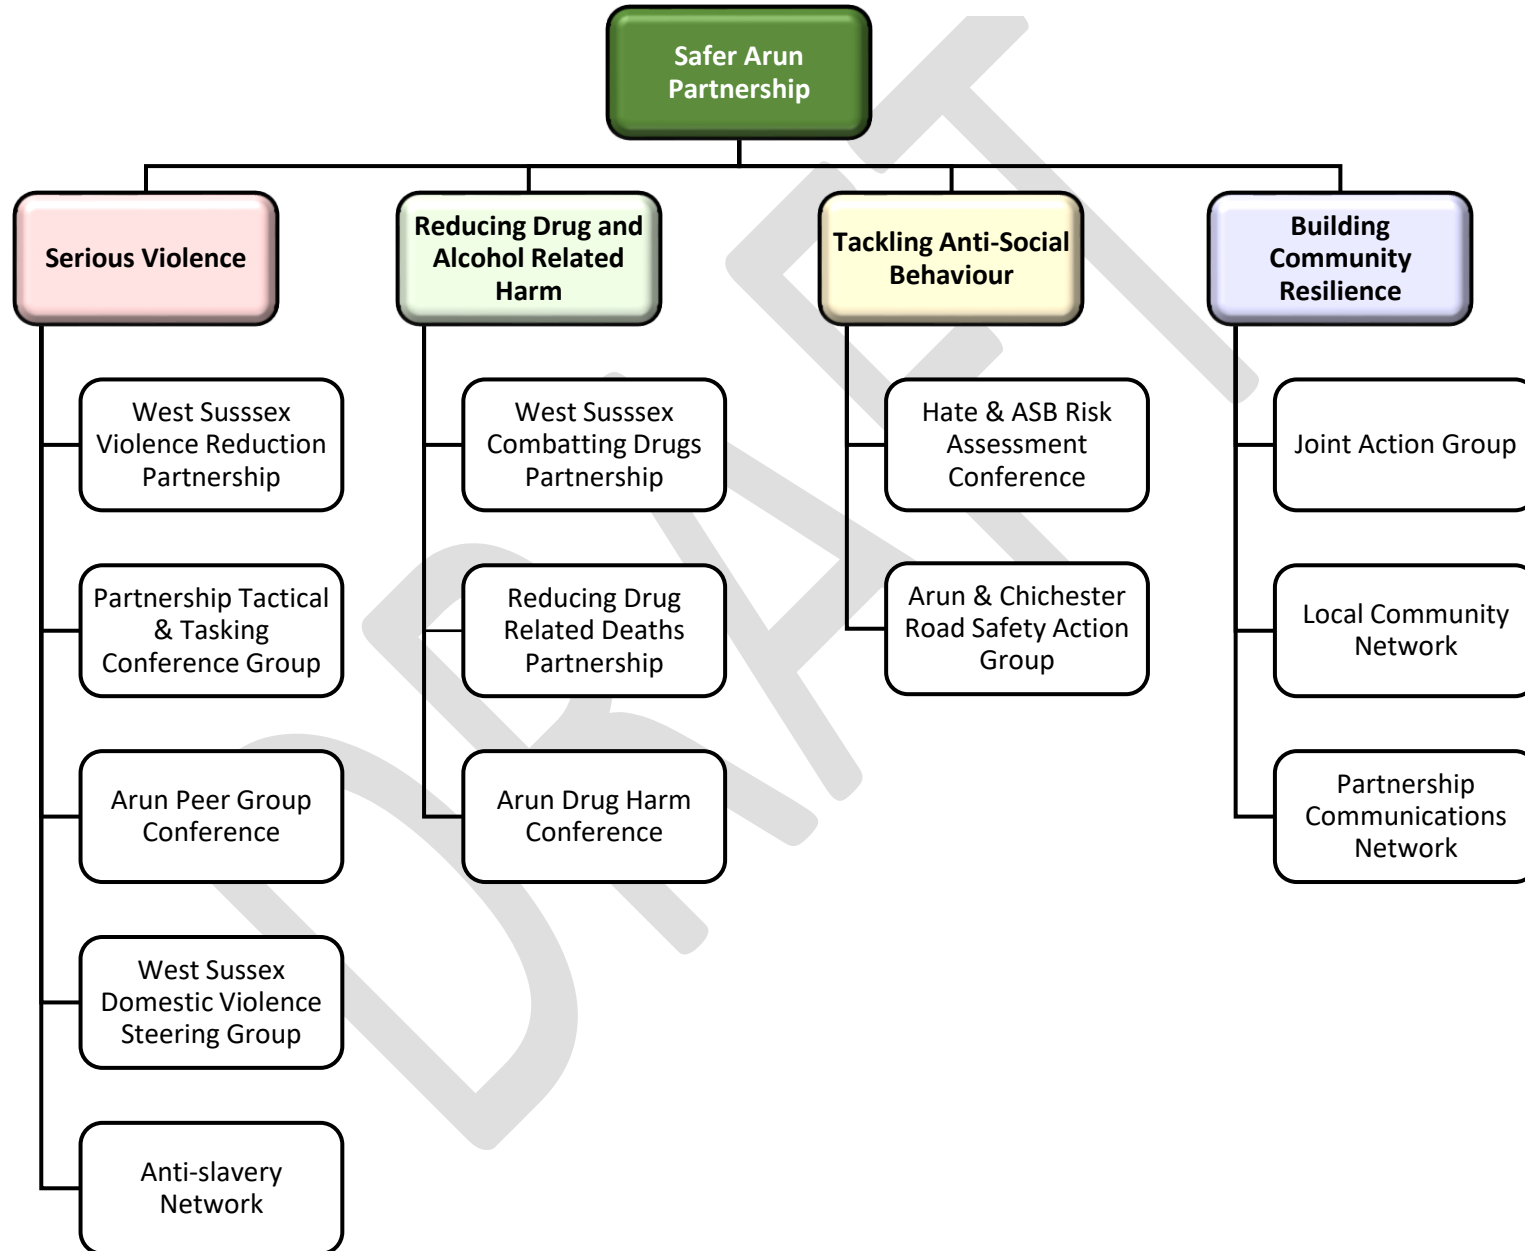 Safer Arun
Partnership
Serious Violence
Reducing Drug and
Alcohol Related
Harm
Tackling Anti-Social
Behaviour
Building
Community
Resilience
West Susssex
Violence Reduction
Partnership
Partnership Tactical
& Tasking
Conference Group
Arun Peer Group
Conference
West Sussex
Domestic Violence
Steering Group
Anti-slavery
Network
West Susssex
Combatting Drugs
Partnership
Reducing Drug
Related Deaths
Partnership
Arun Drug Harm
Conference
Hate & ASB Risk
Assessment
Conference
Arun & Chichester
Road Safety Action
Group
Joint Action Group
Local Community
Network
Partnership
Communications
Network
DRAFT